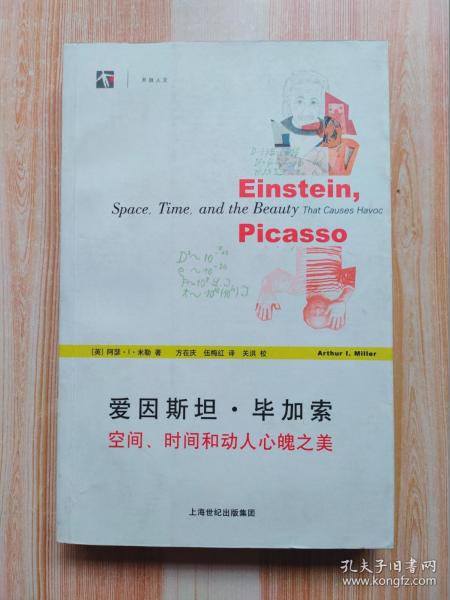 开放人文
Einstein,
Space, Time, and the Beauty That Causes Havoc
Picasso
[英] 阿瑟·I·米勒 著 方在庆 伍梅红 译 关洪 校 Arthur I. Miller
爱因斯坦·毕加索
空间、时间和动人心魄之美
上海世纪出版集团
孔夫子旧书网
www.kongfz.com